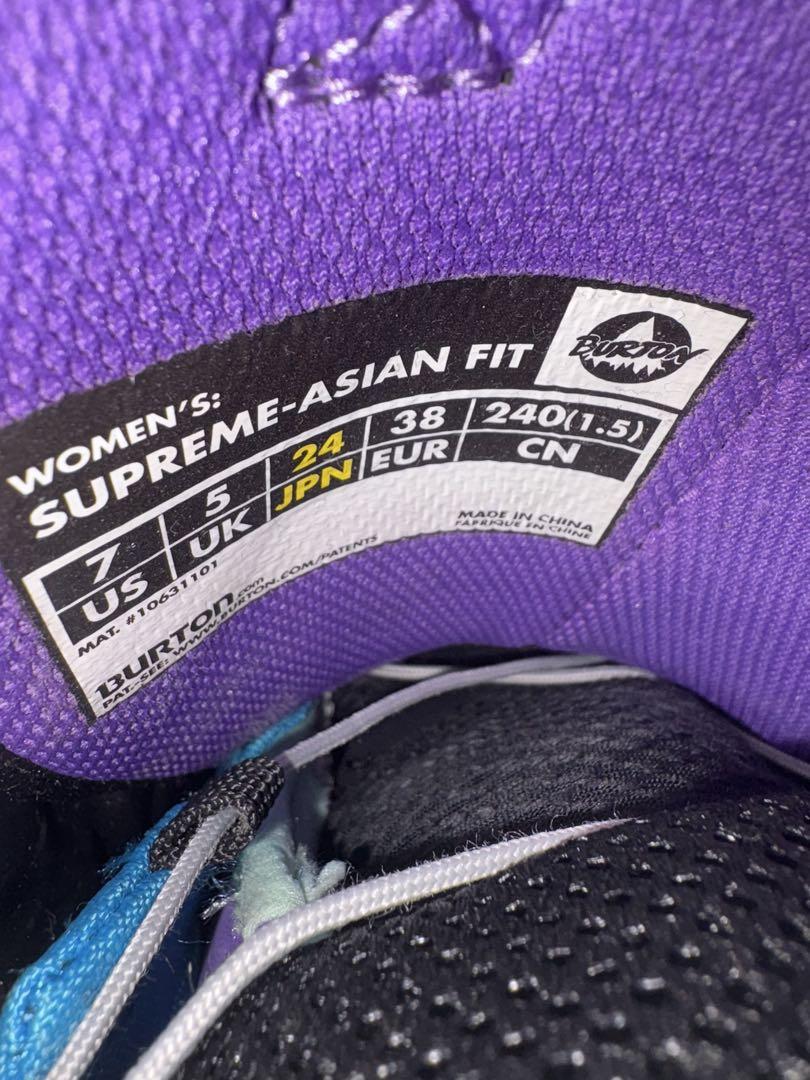 BURTON
WOMEN'S:
SUPREME-ASIAN FIT
7 5 24 38 240(1.5)
US UK JPN EUR CN
MAT. #10631101
MADE IN CHINA
FABRIQUE EN CHINE
BURTON.com
PAT.-SEE: WWW.BURTON.COM/PATENTS